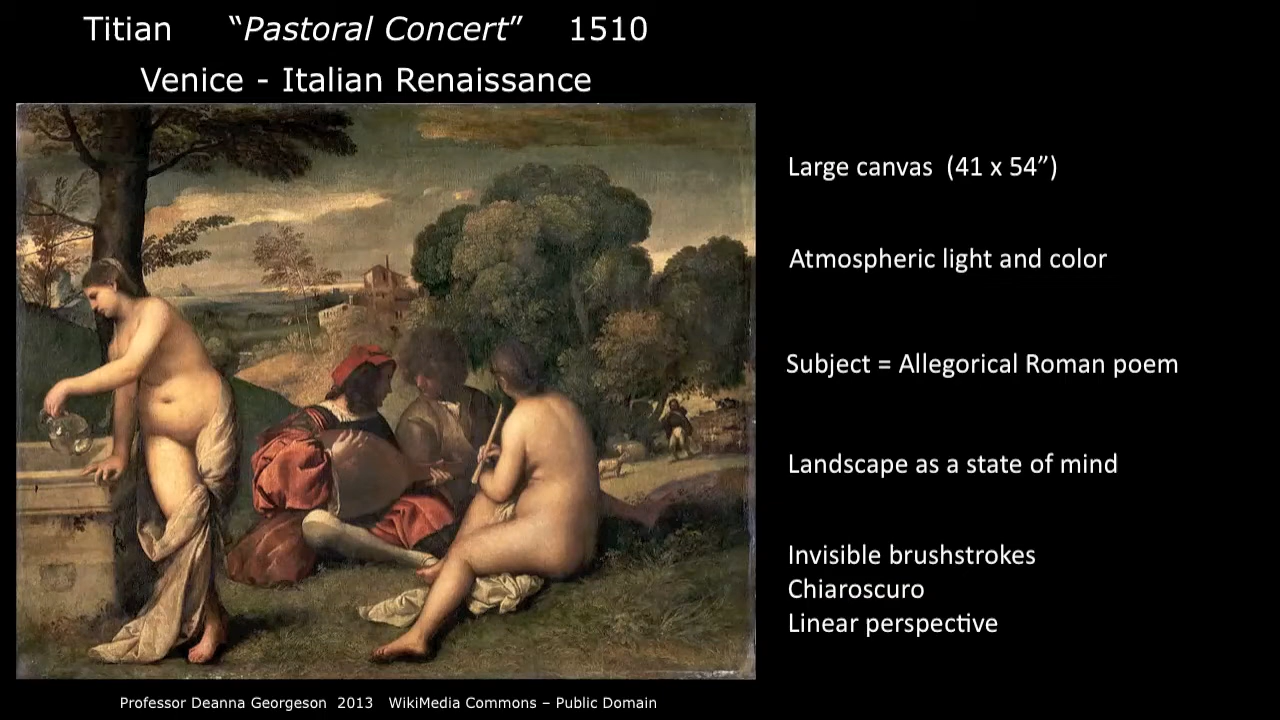 Titian “Pastoral Concert” 1510
Venice - Italian Renaissance
Large canvas (41 x 54”)
Atmospheric light and color
Subject = Allegorical Roman poem
Landscape as a state of mind
Invisible brushstrokes
Chiaroscuro
Linear perspective
Professor Deanna Georgeson 2013 WikiMedia Commons – Public Domain